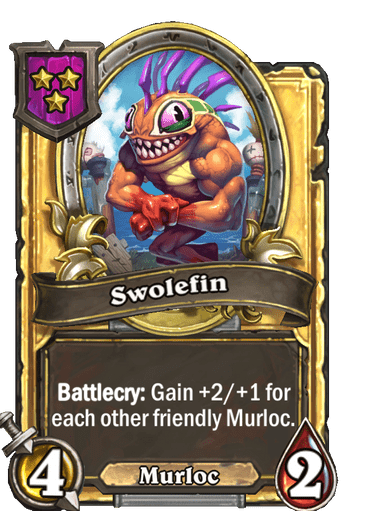 Swolefin
Battlecry: Gain +2/+1 for
each other friendly Murloc.
4
Murloc
2